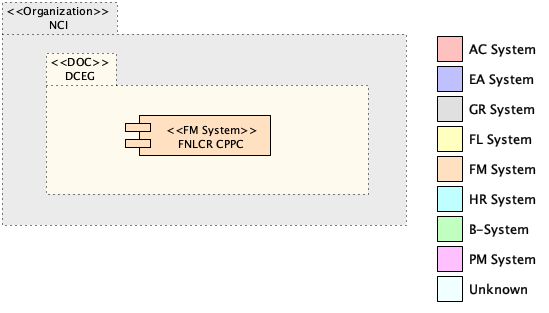 <<Organization>>
NCI
<<DOC>>
DCEG
<<FM System>>
FNLCR CPPC
AC System
EA System
GR System
FL System
FM System
HR System
B-System
PM System
Unknown